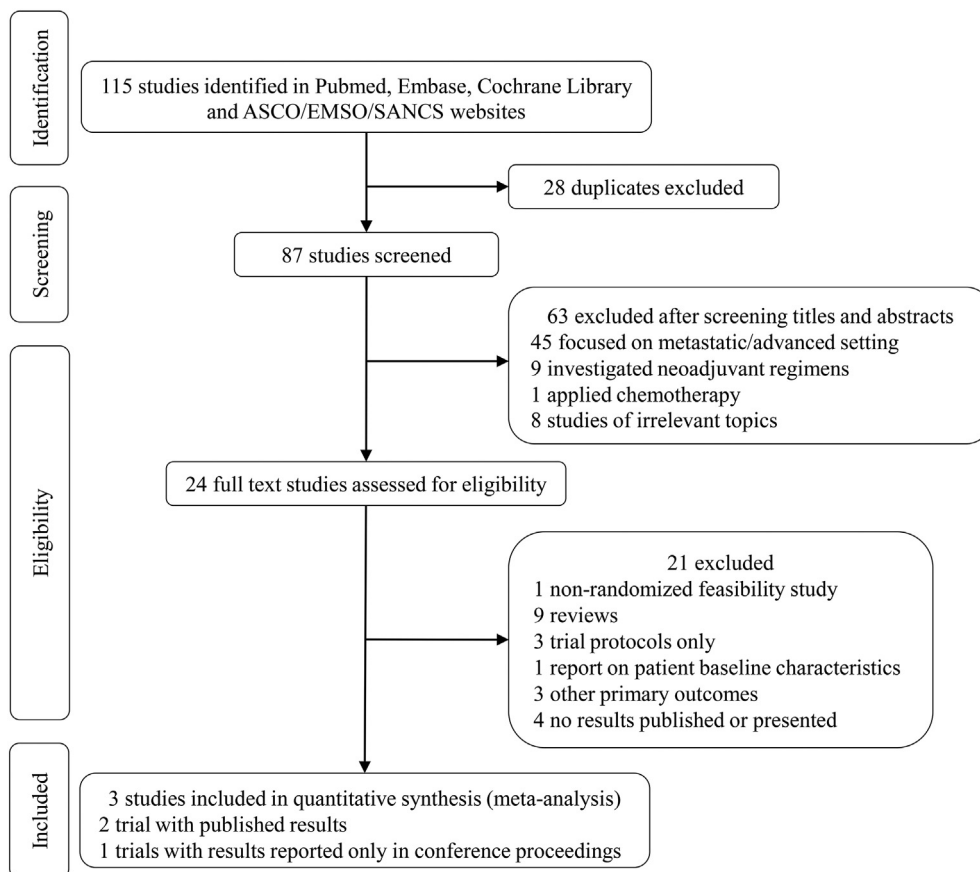 Identification
115 studies identified in Pubmed, Embase, Cochrane Library
and ASCO/EMSO/SANCS websites
28 duplicates excluded
Screening
87 studies screened
63 excluded after screening titles and abstracts
45 focused on metastatic/advanced setting
9 investigated neoadjuvant regimens
1 applied chemotherapy
8 studies of irrelevant topics
Eligibility
24 full text studies assessed for eligibility
21 excluded
1 non-randomized feasibility study
9 reviews
3 trial protocols only
1 report on patient baseline characteristics
3 other primary outcomes
4 no results published or presented
Included
3 studies included in quantitative synthesis (meta-analysis)
2 trial with published results
1 trials with results reported only in conference proceedings